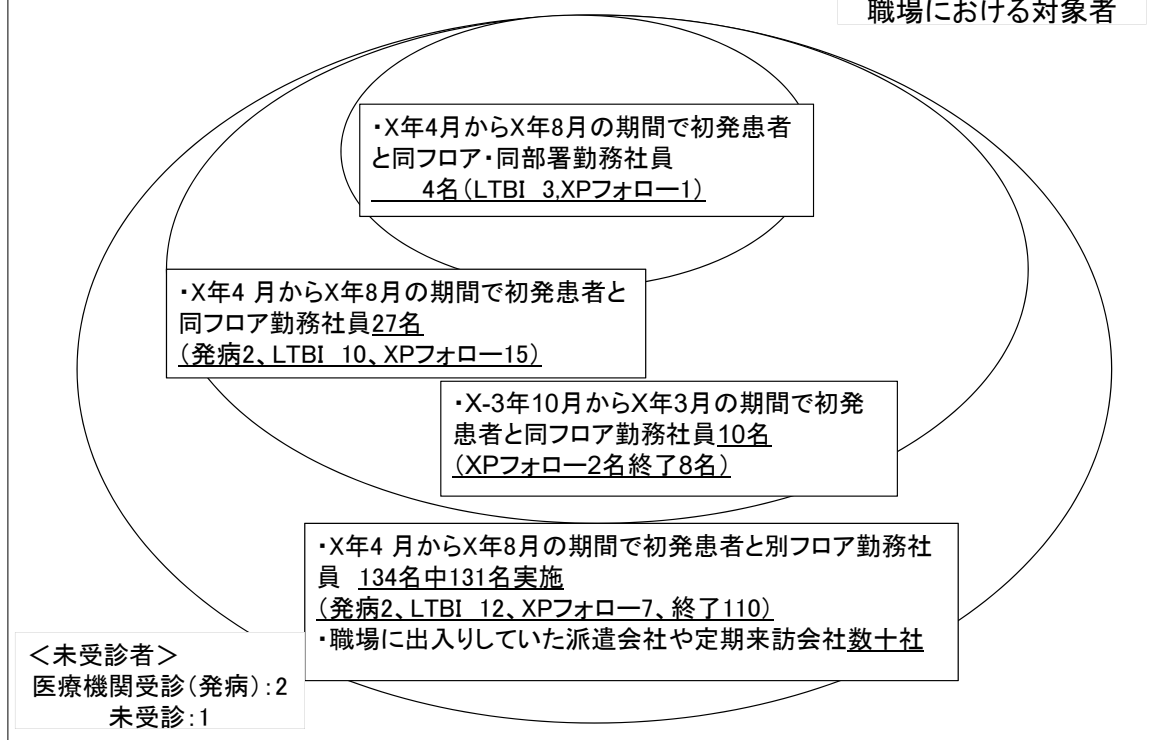 職場における対象者
・X年4月からX年8月の期間で初発患者
と同フロア・同部署勤務社員
4名(LTBI 3,XPフォロー1)
・X年4 月からX年8月の期間で初発患者と
同フロア勤務社員27名
(発病2、LTBI 10、XPフォロー15)
・X-3年10月からX年3月の期間で初発
患者と同フロア勤務社員10名
(XPフォロー2名終了8名)
・X年4 月からX年8月の期間で初発患者と別フロア勤務社
員 134名中131名実施
(発病2、LTBI 12、XPフォロー7、終了110)
・職場に出入りしていた派遣会社や定期来訪会社数十社
<未受診者>
医療機関受診(発病):2
未受診:1